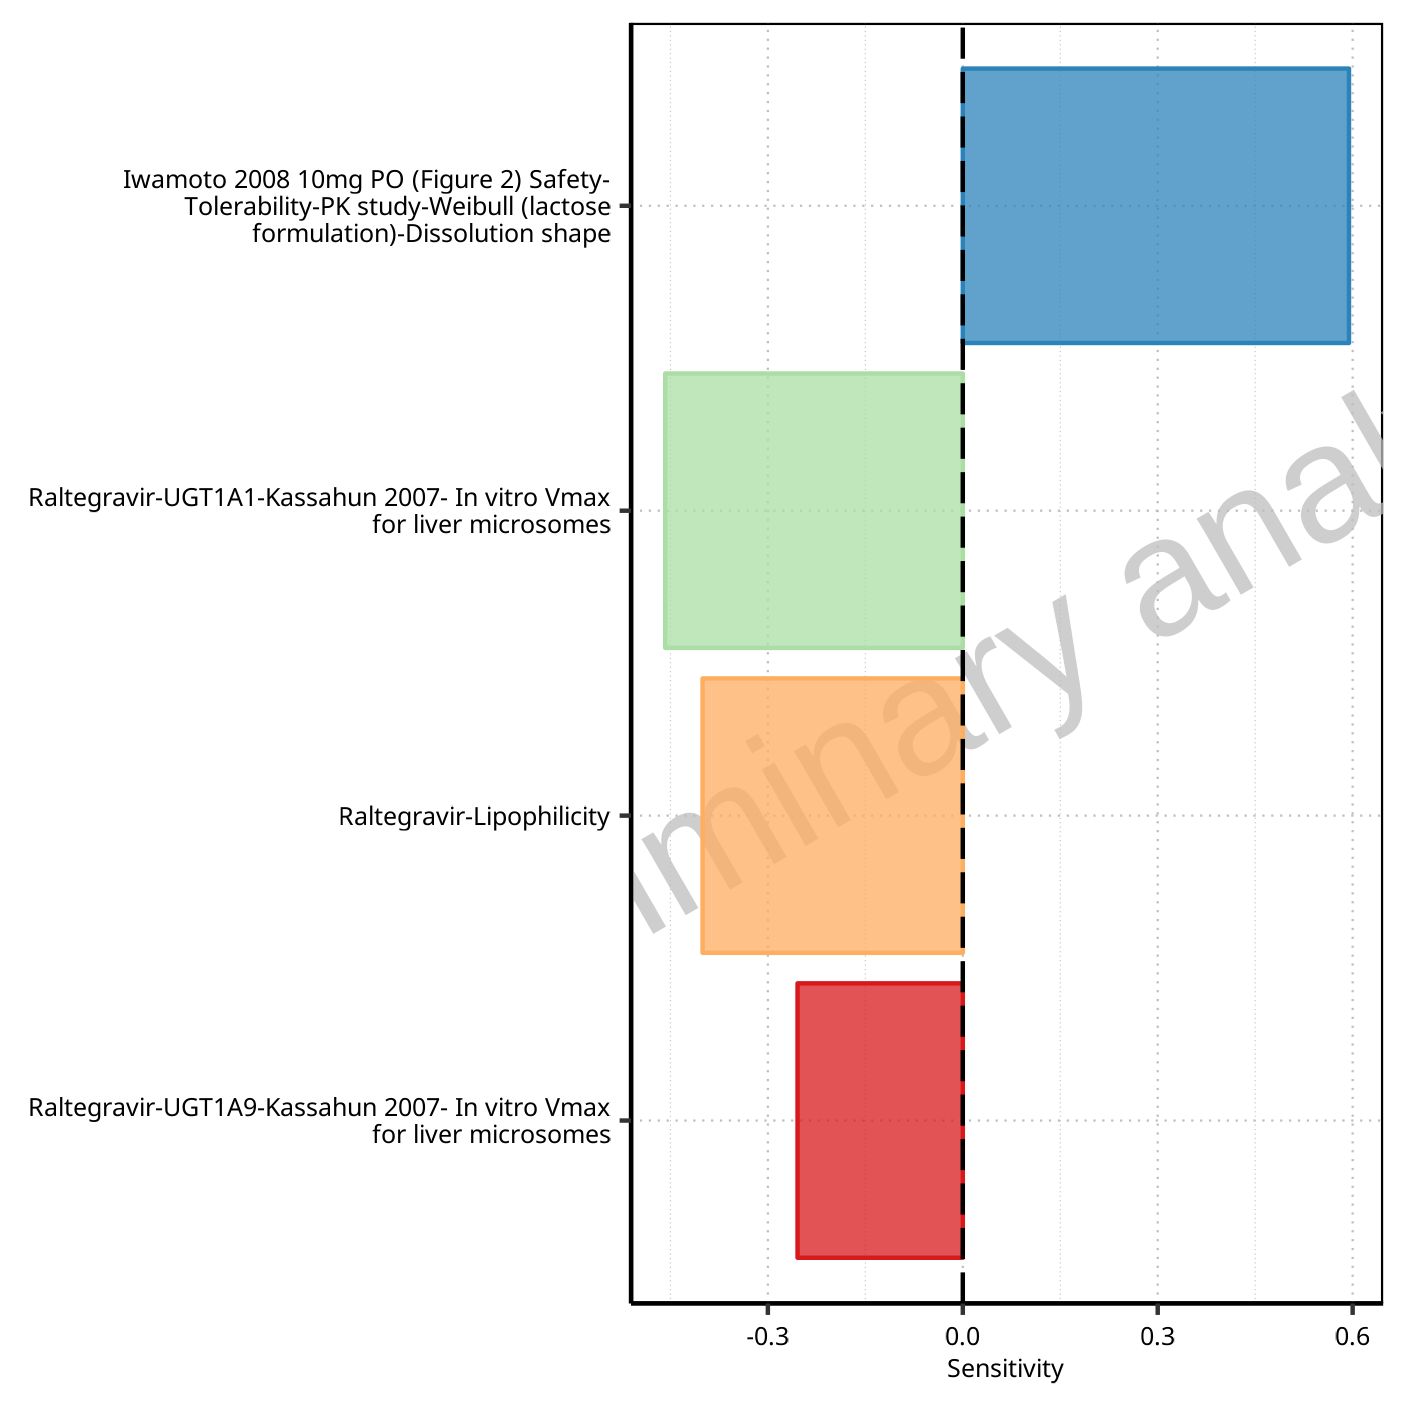 Iwamoto 2008 10mg PO (Figure 2) Safety-
Tolerability-PK study-Weibull (lactose
formulation)-Dissolution shape
Raltegravir-UGT1A1-Kassahun 2007- In vitro Vmax
for liver microsomes
Raltegravir-Lipophilicity
Raltegravir-UGT1A9-Kassahun 2007- In vitro Vmax
for liver microsomes
minary anal
-0.3 0.0 0.3 0.6
Sensitivity